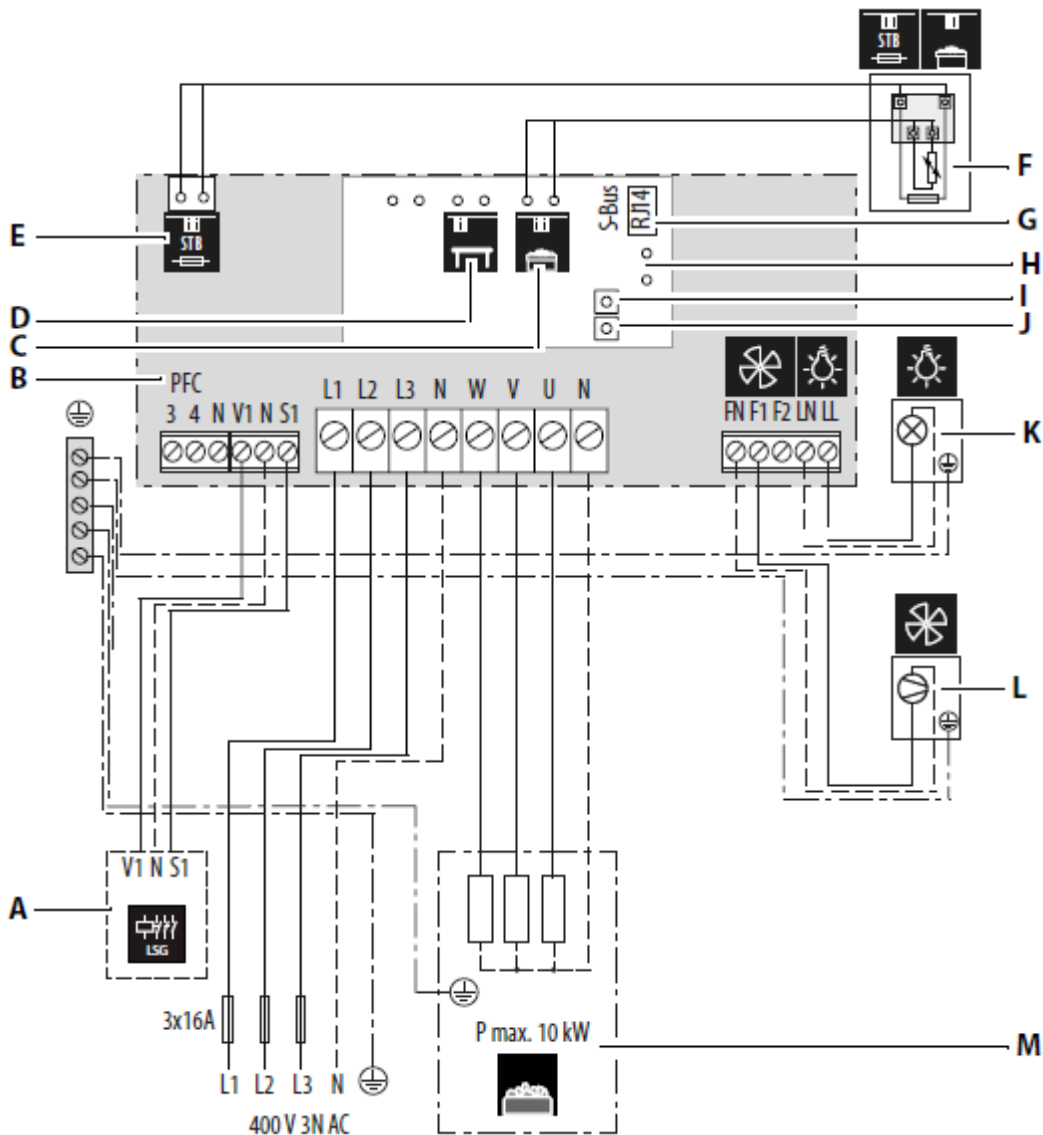 STB
F
S-Bus
RJ14
G
E
STB
H
I
D
J
C
B
PFC
L1 L2 L3 N W V U N
3 4 N V1 N S1
FN F1 F2 LN LL
K
L
V1 N S1
A
LSG
3x16A
P max. 10 kW
M
L1 L2 L3 N
400 V 3N AC